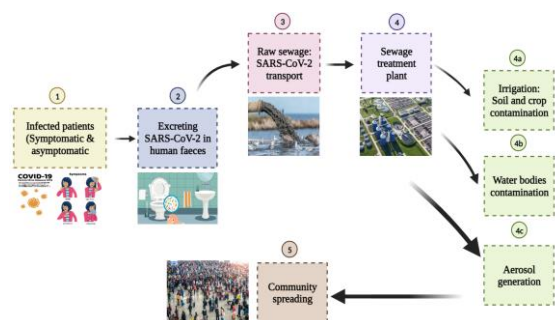 1
Infected patients
(Symptomatic &
asymptomatic
COVID-19
2
Excreting
SARS-CoV-2 in
human faeces
3
Raw sewage:
SARS-CoV-2
transport
4
Sewage
treatment
plant
4a
Irrigation:
Soil and crop
contamination
4b
Water bodies
contamination
4c
Aerosol
generation
5
Community
spreading